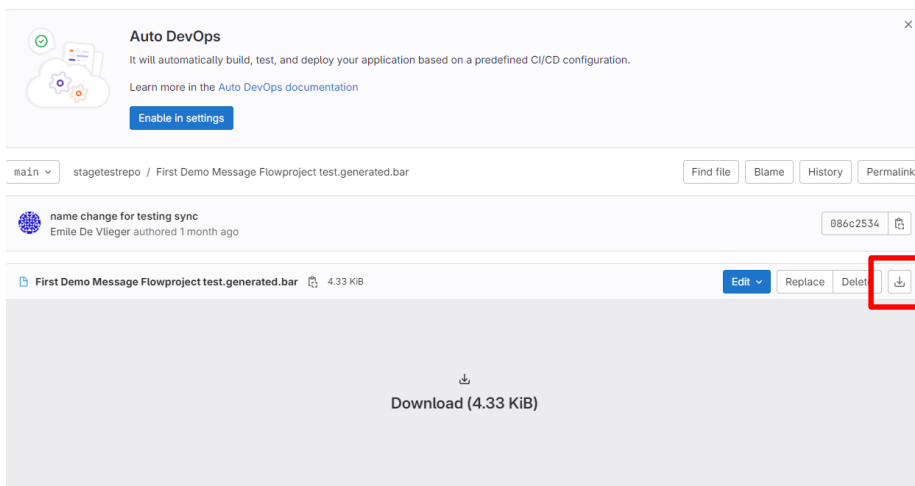 Auto DevOps
It will automatically build, test, and deploy your application based on a predefined CI/CD configuration.
Learn more in the Auto DevOps documentation
Enable in settings
main
stagetestrepo / First Demo Message Flowproject test.generated.bar
Find file
Blame
History
Permalink
name change for testing sync
Emile De Vlieger authored 1 month ago
086c2534
First Demo Message Flowproject test.generated.bar
4.33 KiB
Edit
Replace
Delete
Download (4.33 KiB)